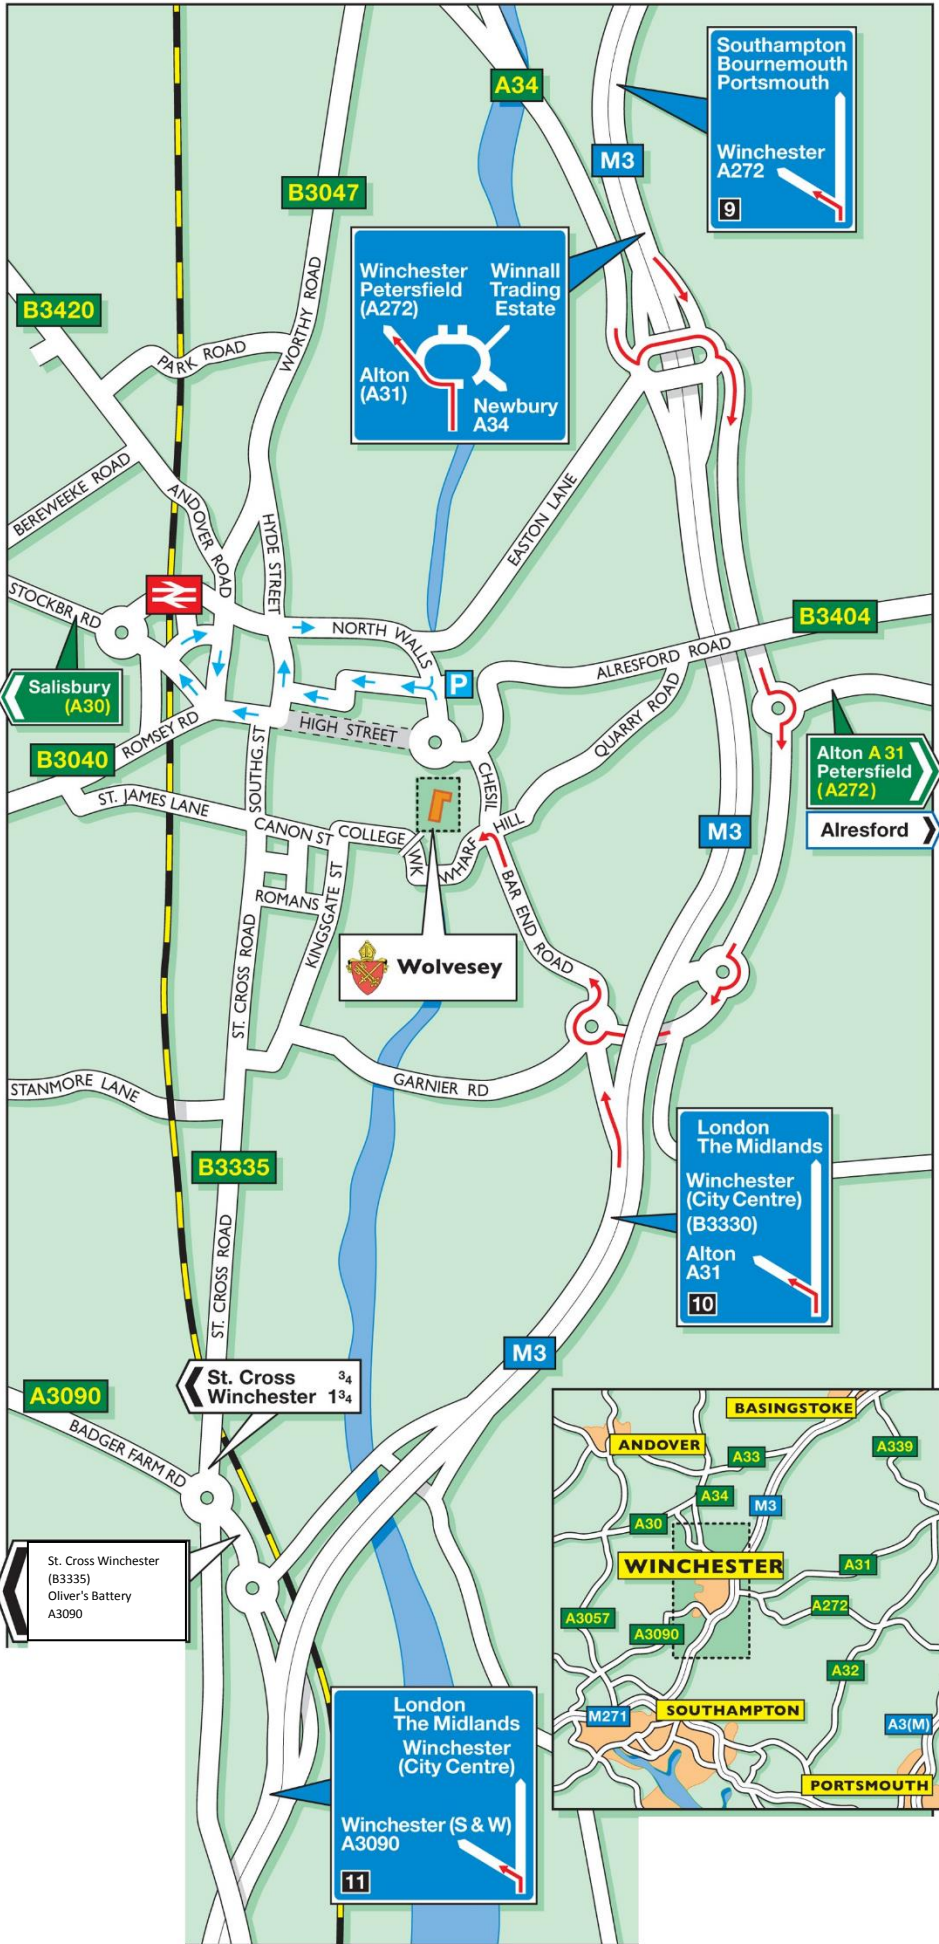 A34
Southampton
Bournemouth
Portsmouth
Winchester
A272
9
M3
B3047
Winchester
Petersfield
(A272)
Winnall
Trading
Estate
Alton
(A31)
Newbury
A34
B3420
PARK ROAD
WORTHY ROAD
BEREWEEKE ROAD
ANDOVER ROAD
HYDE STREET
EASTON LANE
STOCKBR. RD
NORTH WALLS
B3404
ALRESFORD ROAD
P
Salisbury
(A30)
ROMSEY RD
HIGH STREET
QUARRY ROAD
B3040
SOUTHG. ST
CHESIL
Alton A 31
Petersfield
(A272)
Alresford
ST. JAMES LANE
CANON ST
COLLEGE
WK
WHARF
HILL
M3
ROMANS
KINGSGATE ST
BAR END ROAD
ST. CROSS ROAD
Wolvesey
STANMORE LANE
GARNIER RD
London
The Midlands
Winchester
(City Centre)
(B3330)
Alton
A31
10
B3335
ST. CROSS ROAD
M3
St. Cross 3/4
Winchester 1 3/4
A3090
BADGER FARM RD
St. Cross Winchester
(B3335)
Oliver's Battery
A3090
BASINGSTOKE
ANDOVER
A33
A339
A34
M3
A30
WINCHESTER
A31
A3057
A272
A3090
A32
M271
SOUTHAMPTON
A3(M)
PORTSMOUTH
London
The Midlands
Winchester
(City Centre)
Winchester (S & W)
A3090
11